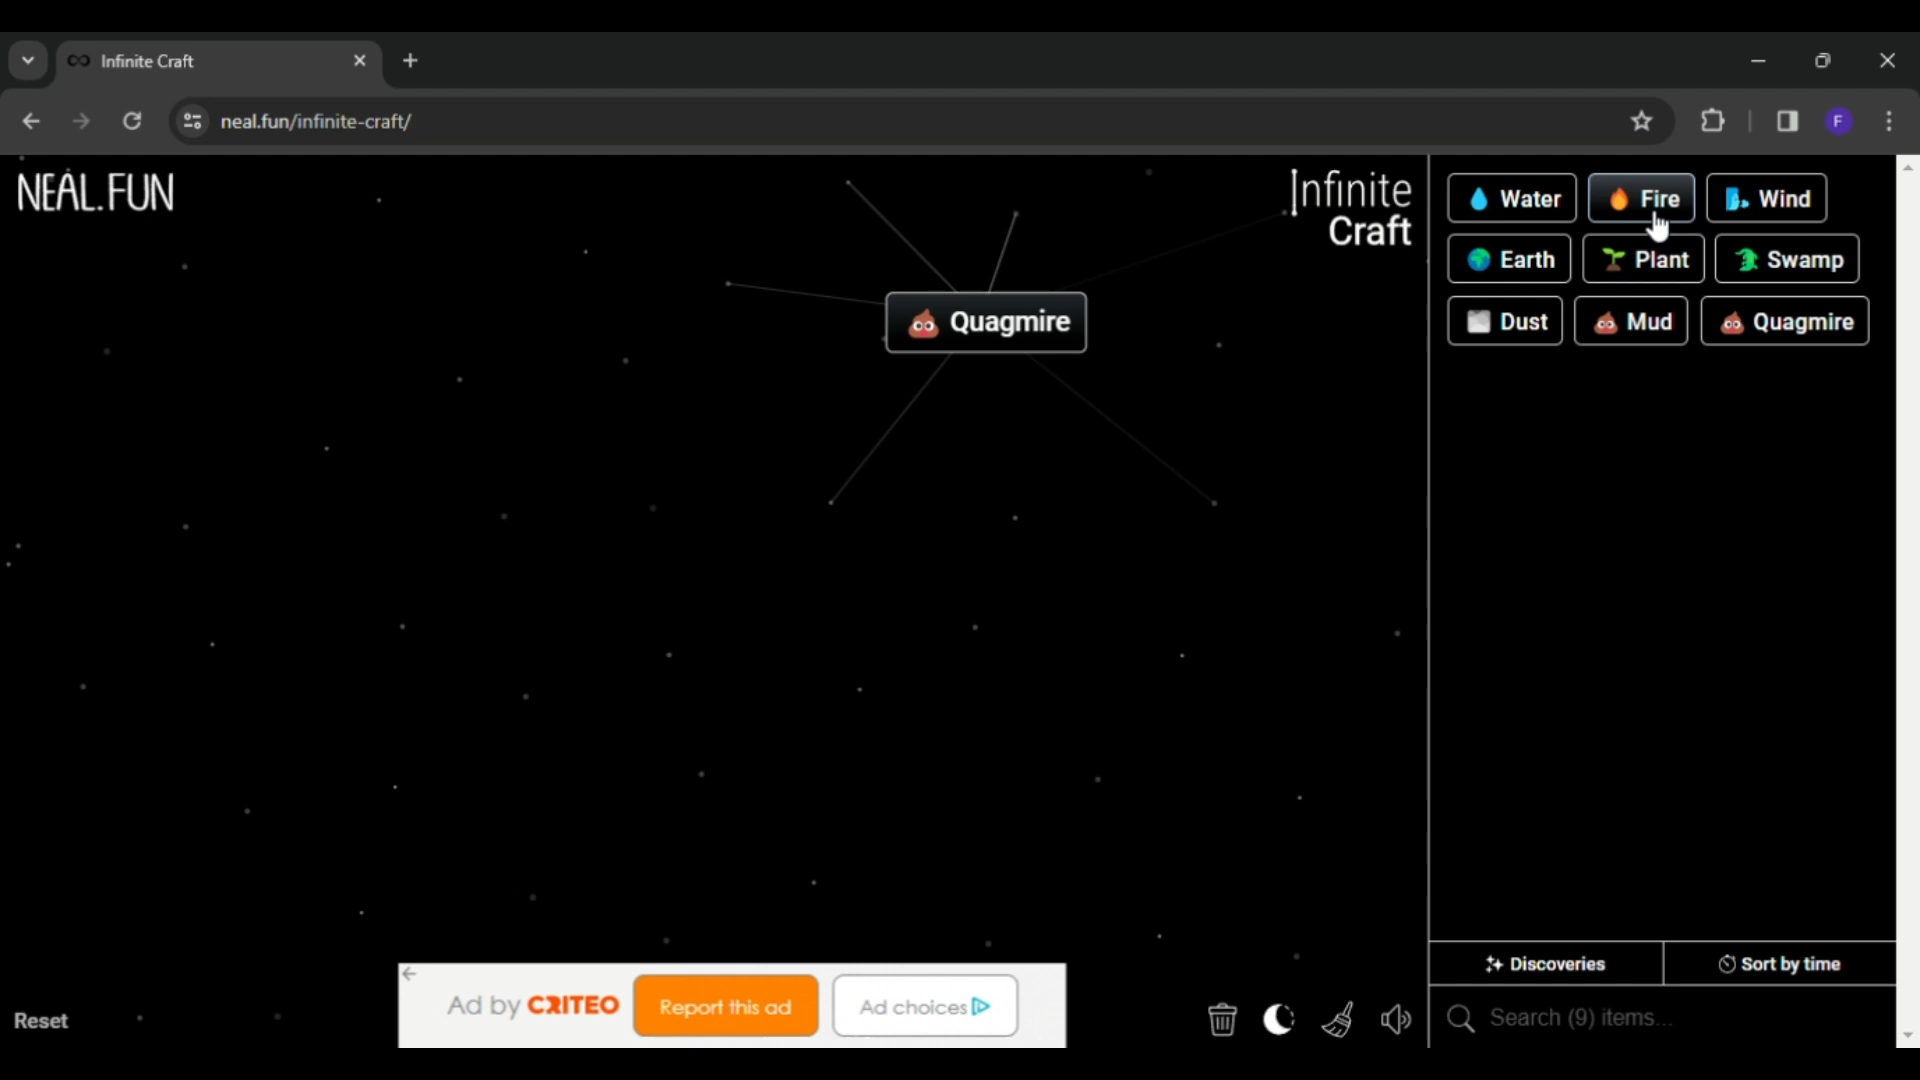 Infinite Craft
neal.fun/infinite-craft/
F
NEAL.FUN
Infinite
Craft
Water
Fire
Wind
Earth
Plant
Swamp
Dust
Mud
Quagmire
Quagmire
Discoveries
Sort by time
Search (9) items...
Reset
Ad by CRITEO
Report this ad
Ad choices